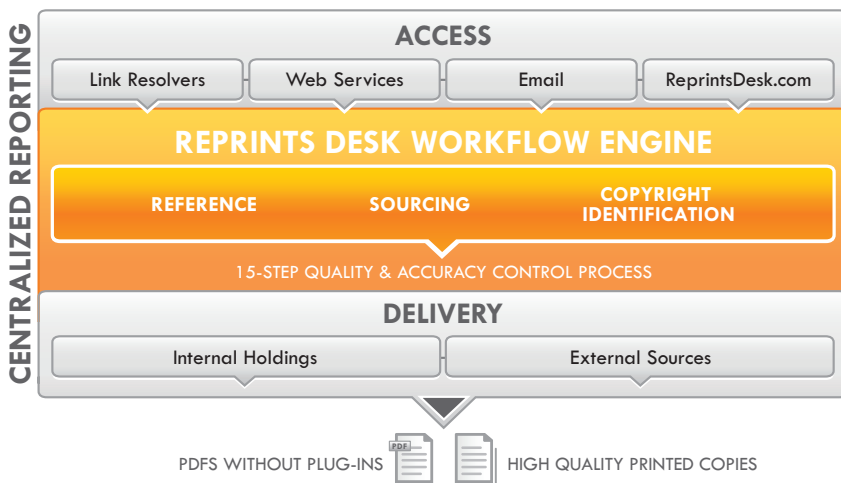 CENTRALIZED REPORTING
ACCESS
Link Resolvers
Web Services
Email
ReprintsDesk.com
REPRINTS DESK WORKFLOW ENGINE
REFERENCE
SOURCING
COPYRIGHT
IDENTIFICATION
15-STEP QUALITY & ACCURACY CONTROL PROCESS
DELIVERY
Internal Holdings
External Sources
PDFS WITHOUT PLUG-INS
PDF
HIGH QUALITY PRINTED COPIES